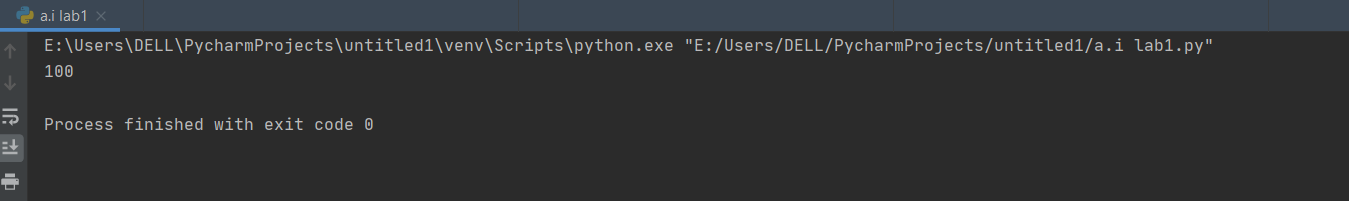 a.i lab1
E:\Users\DELL\PycharmProjects\untitled1\venv\Scripts\python.exe "E:/Users/DELL/PycharmProjects/untitled1/a.i lab1.py"
100
Process finished with exit code 0